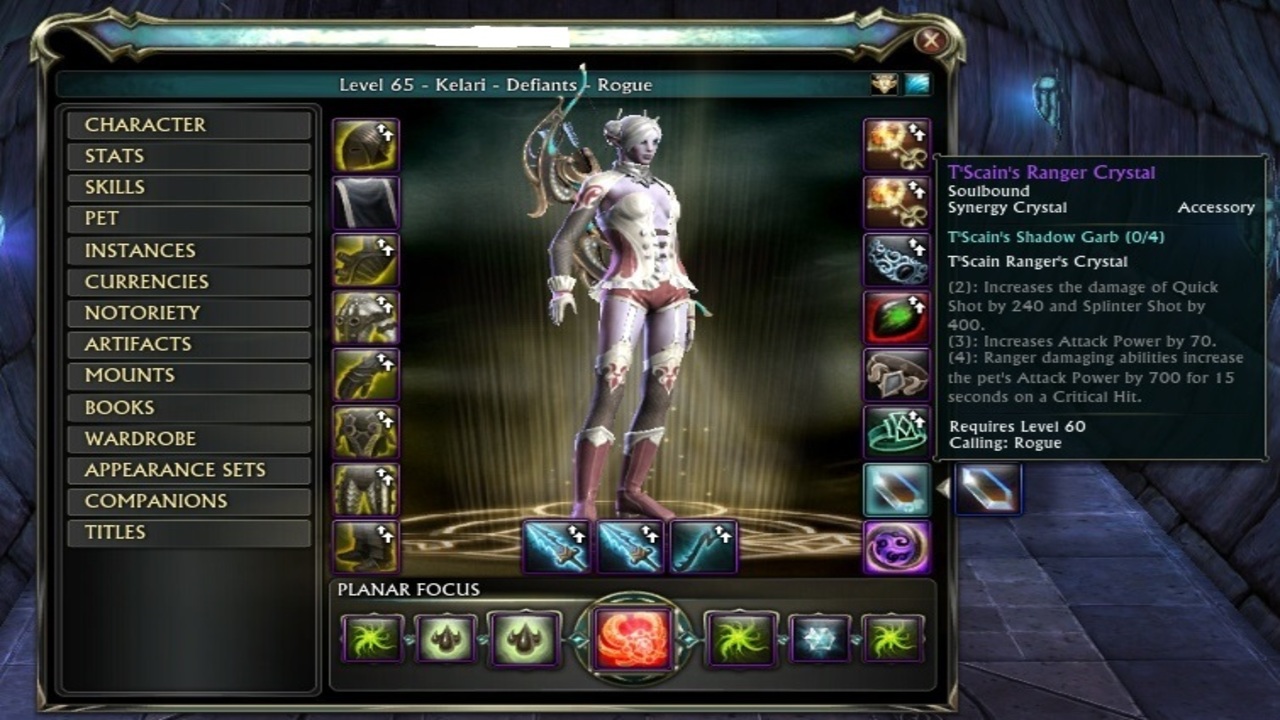 Level 65 - Kelari - Defiants - Rogue
CHARACTER
STATS
SKILLS
PET
INSTANCES
CURRENCIES
NOTORIETY
ARTIFACTS
MOUNTS
BOOKS
WARDROBE
APPEARANCE SETS
COMPANIONS
TITLES
T'Scain's Ranger Crystal
Soulbound
Synergy Crystal Accessory
T'Scain's Shadow Garb (0/4)
T'Scain Ranger's Crystal
(2): Increases the damage of Quick
Shot by 240 and Splinter Shot by
400.
(3): Increases Attack Power by 70.
(4): Ranger damaging abilities increase
the pet's Attack Power by 700 for 15
seconds on a Critical Hit.
Requires Level 60
Calling: Rogue
PLANAR FOCUS